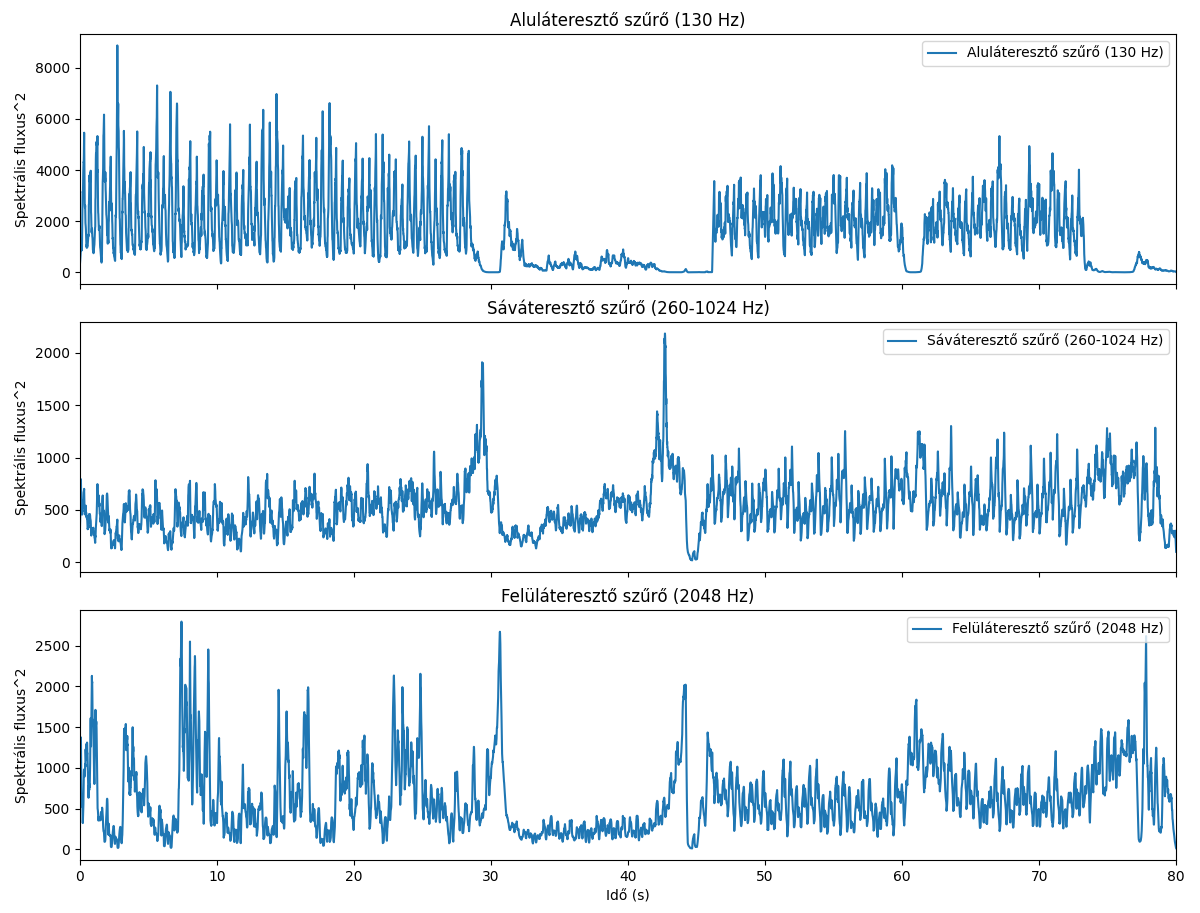 Aluláteresztő szűrő (130 Hz)
Aluláteresztő szűrő (130 Hz)
Spektrális fluxus^2
8000
6000
4000
2000
0
Sáváteresztő szűrő (260-1024 Hz)
Sáváteresztő szűrő (260-1024 Hz)
Spektrális fluxus^2
2000
1500
1000
500
0
Felüláteresztő szűrő (2048 Hz)
Felüláteresztő szűrő (2048 Hz)
Spektrális fluxus^2
2500
2000
1500
1000
500
0
0 10 20 30 40 50 60 70 80
Idő (s)